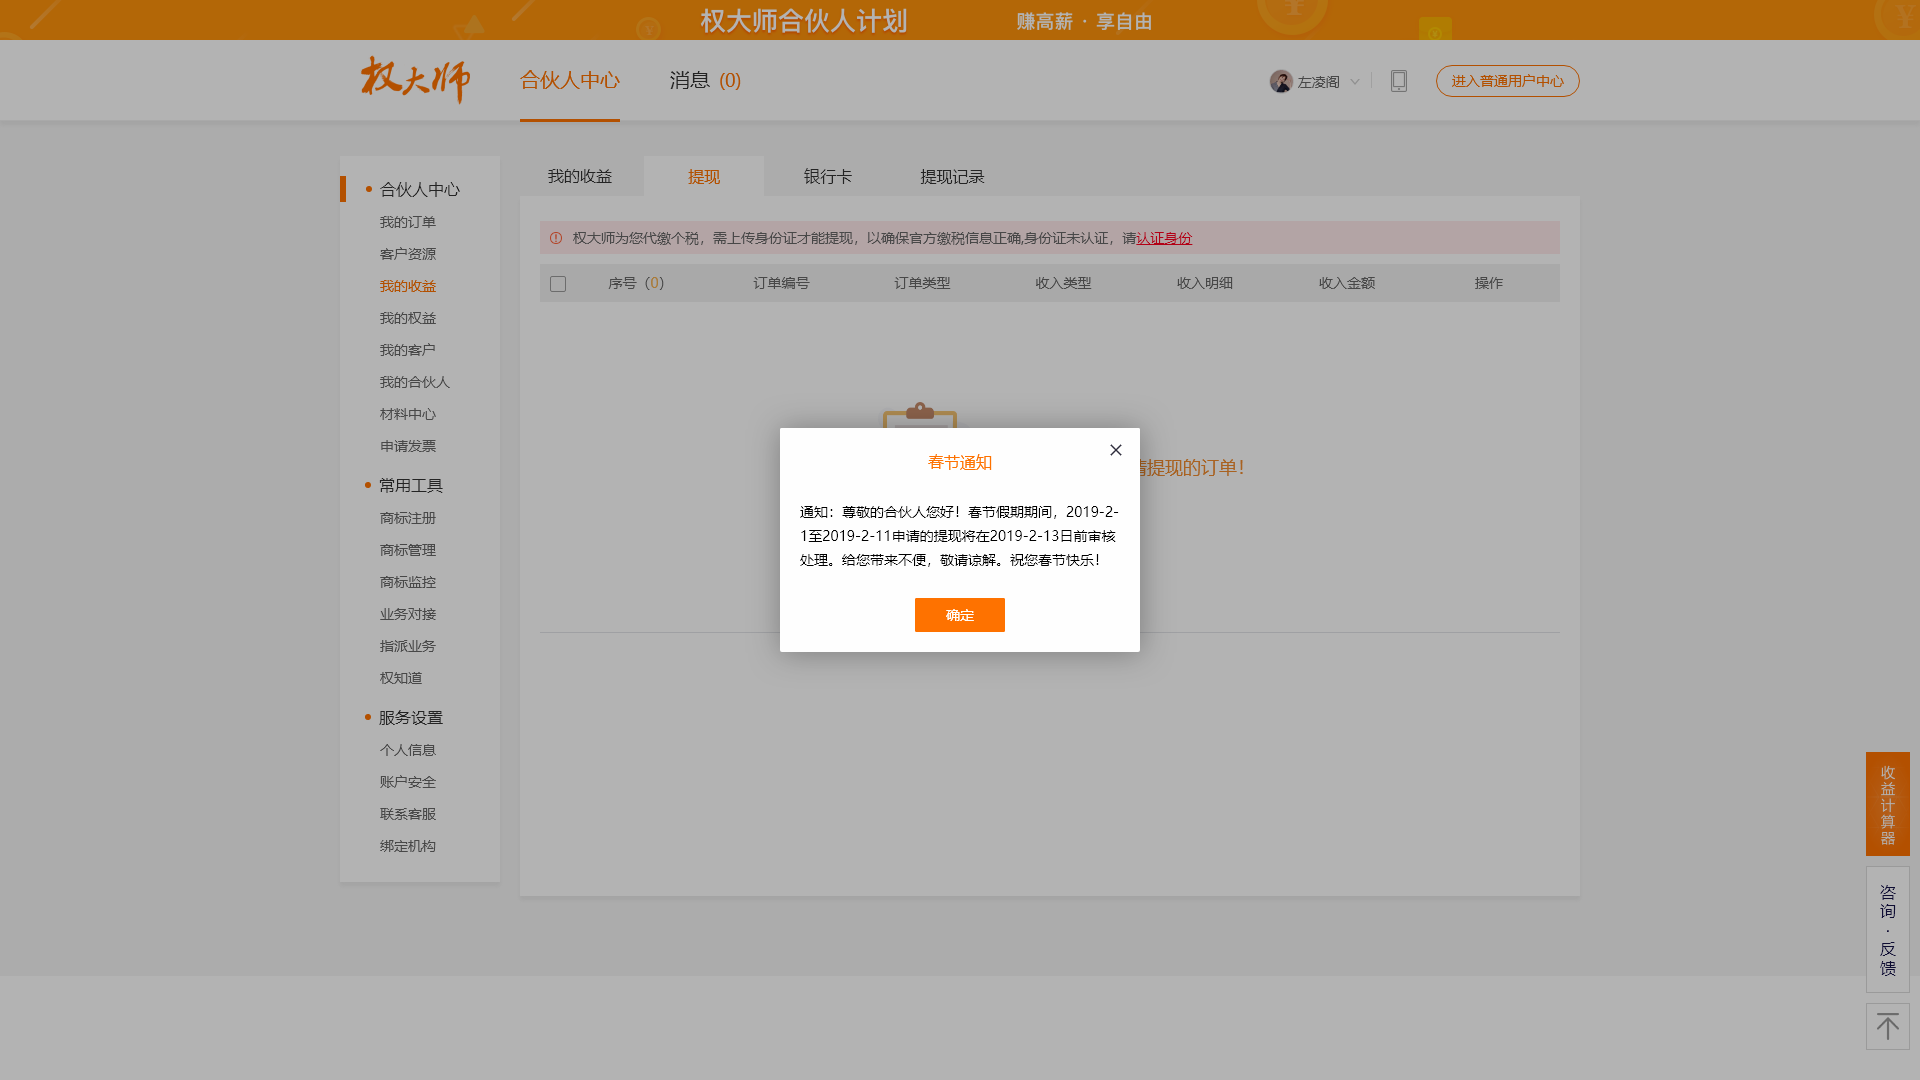 权大师合伙人计划 赚高薪 · 享自由
权大师 合伙人中心 消息 (0) 左凌阁 进入普通用户中心
合伙人中心
我的订单
客户资源
我的收益
我的权益
我的客户
我的合伙人
材料中心
申请发票
常用工具
商标注册
商标管理
商标监控
业务对接
指派业务
权知道
服务设置
个人信息
账户安全
联系客服
绑定机构
我的收益 提现 银行卡 提现记录
权大师为您代缴个税，需上传身份证才能提现，以确保官方缴税信息正确,身份证未认证，请认证身份
序号（0） 订单编号 订单类型 收入类型 收入明细 收入金额 操作
请提现的订单！
春节通知
通知：尊敬的合伙人您好！春节假期期间，2019-2-
1至2019-2-11申请的提现将在2019-2-13日前审核
处理。给您带来不便，敬请谅解。祝您春节快乐！
确定
收益计算器
咨询·反馈